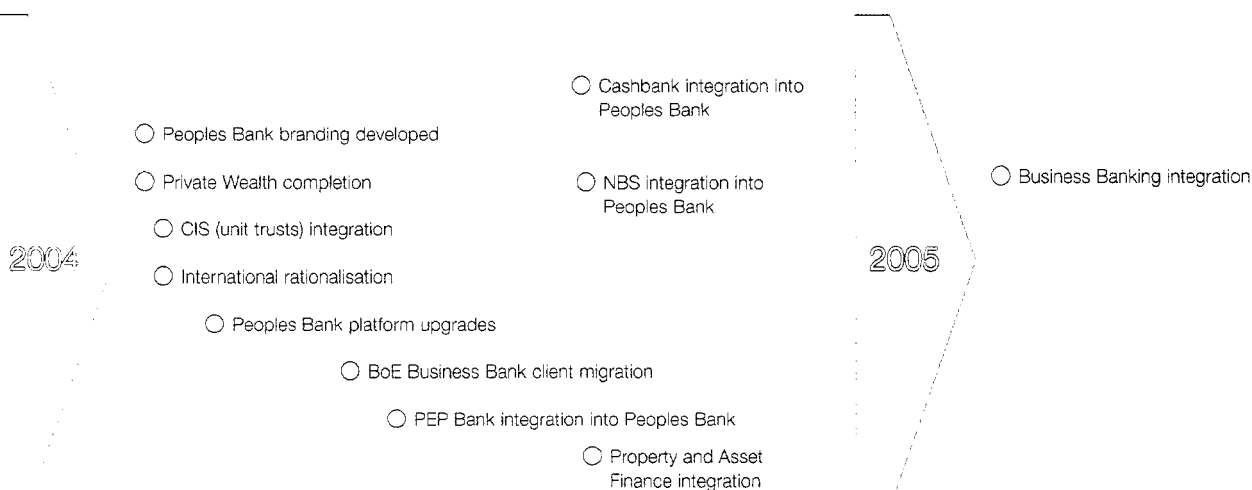 Cashbank integration into
Peoples Bank
Peoples Bank branding developed
Private Wealth completion
NBS integration into
Peoples Bank
Business Banking integration
CIS (unit trusts) integration
2004
2005
International rationalisation
Peoples Bank platform upgrades
BoE Business Bank client migration
PEP Bank integration into Peoples Bank
Property and Asset
Finance integration